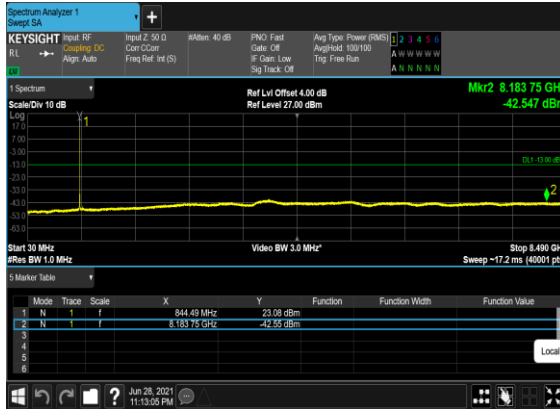 Spectrum Analyzer 1
Swept SA
+
KEYSIGHT Input: RF Input Z: 50 Ω #Atten: 40 dB PNO: Fast Avg Type: Power (RMS) 1 2 3 4 5 6
RL Coupling: DC Corr CCorr Gate: Off Avg|Hold: 100/100 A W W W W W
Align: Auto Freq Ref: Int (S) IF Gain: Low Trig: Free Run A N N N N N
LU Sig Track: Off
1 Spectrum Ref Lvl Offset 4.00 dB Mkr2 8.183 75 GH
Scale/Div 10 dB Ref Level 27.00 dBm -42.547 dBm
Log
17.0 1
7.00
-3.00
-13.0 DL1 -13.00 dB
-23.0
-33.0 2
-43.0
-53.0
-63.0
Start 30 MHz Video BW 3.0 MHz* Stop 8.490 GH
#Res BW 1.0 MHz Sweep ~17.2 ms (40001 pts
5 Marker Table
Mode Trace Scale X Y Function Function Width Function Value
1 N 1 f 844.49 MHz 23.08 dBm
2 N 1 f 8.183 75 GHz -42.55 dBm
3
4
5 Local
6
? Jun 28, 2021
11:13:05 PM